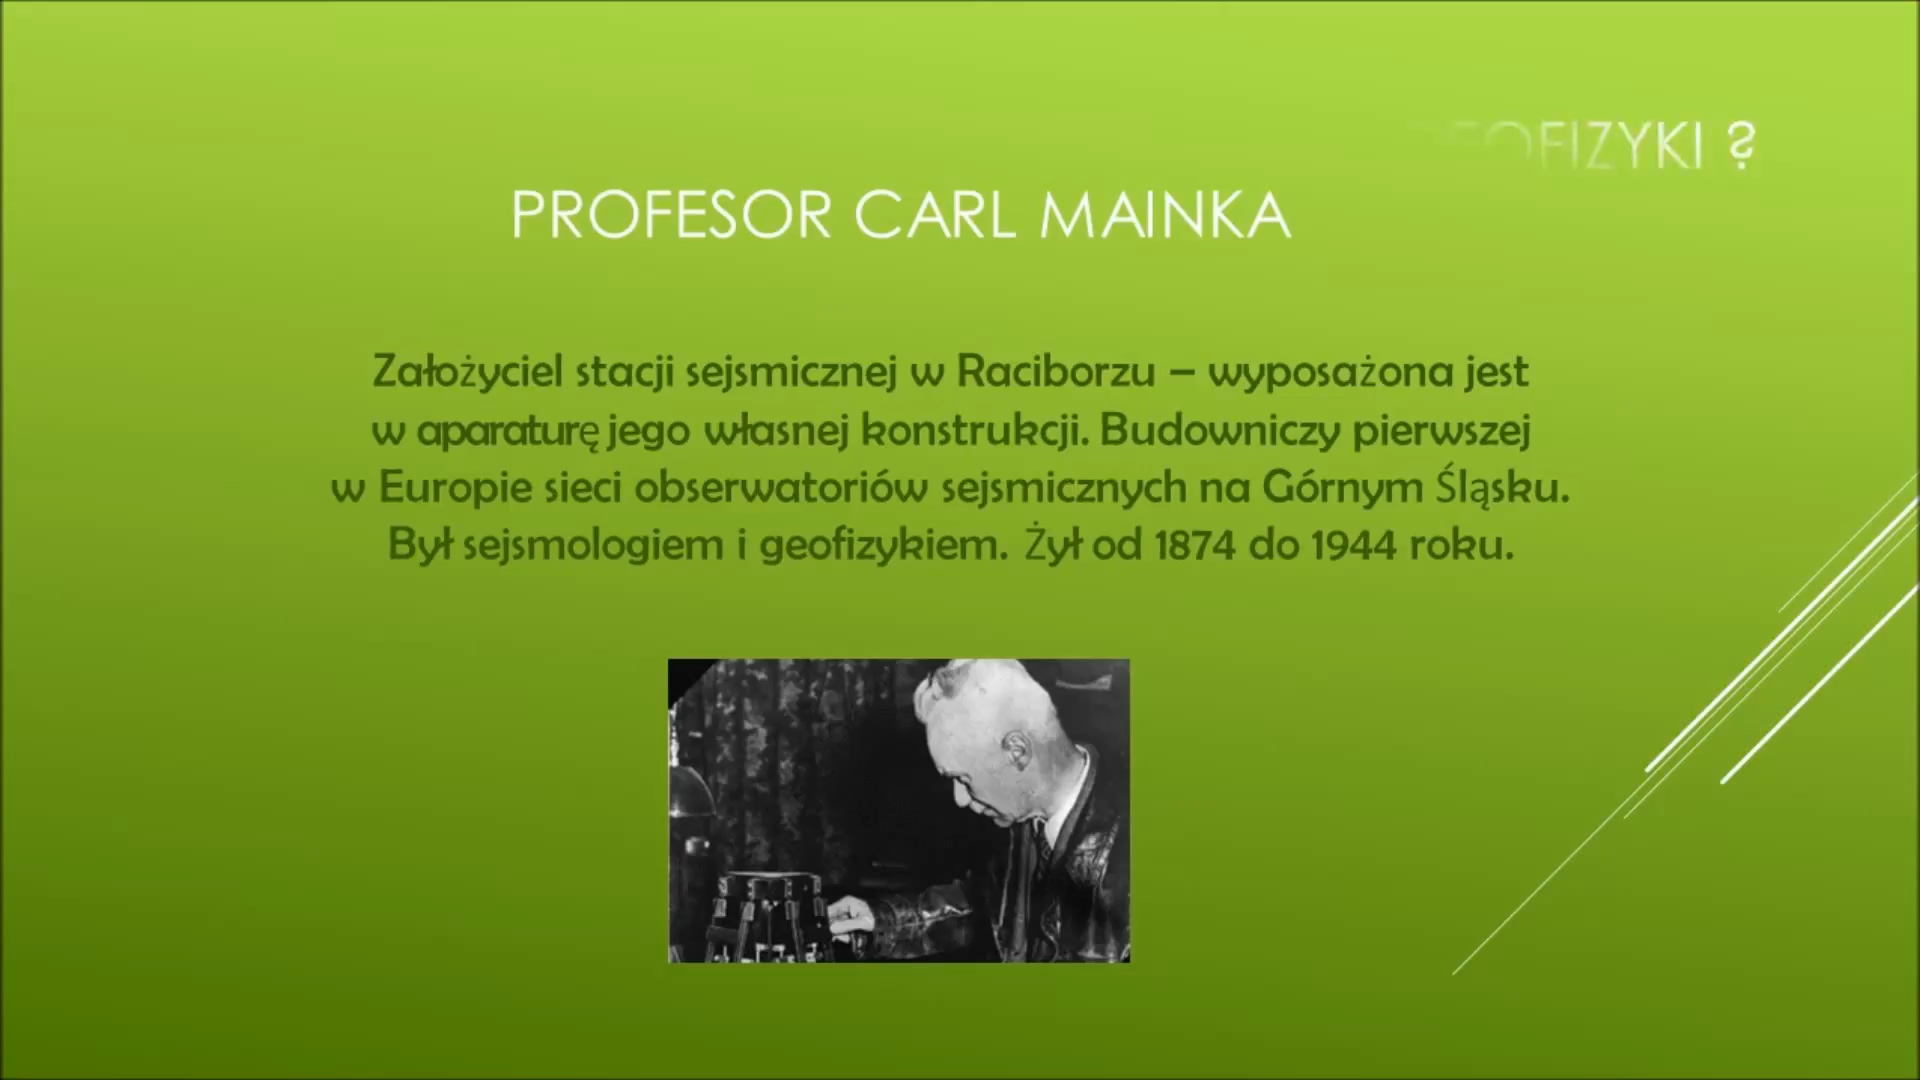 FIZYKI ?
PROFESOR CARL MAINKA
Założyciel stacji sejsmicznej w Raciborzu – wyposażona jest
w aparaturę jego własnej konstrukcji. Budowniczy pierwszej
w Europie sieci obserwatoriów sejsmicznych na Górnym Śląsku.
Był sejsmologiem i geofizykiem. Żył od 1874 do 1944 roku.